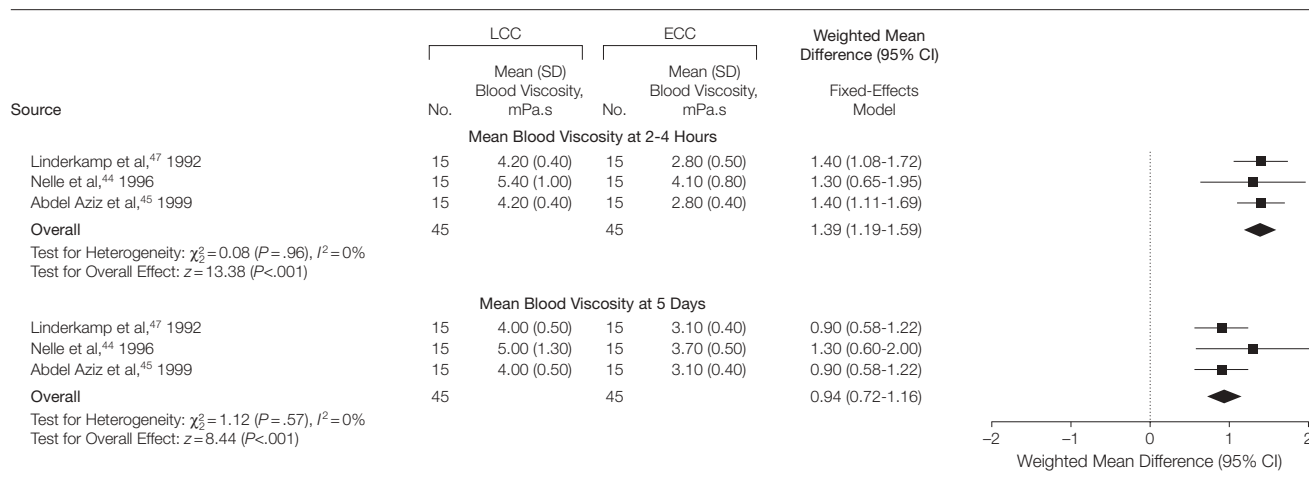 LCC ECC Weighted Mean
Difference (95% CI)
Mean (SD) Mean (SD)
Blood Viscosity, Blood Viscosity, Fixed-Effects
Source No. mPa.s No. mPa.s Model
Mean Blood Viscosity at 2-4 Hours
Linderkamp et al,47 1992 15 4.20 (0.40) 15 2.80 (0.50) 1.40 (1.08-1.72)
Nelle et al,44 1996 15 5.40 (1.00) 15 4.10 (0.80) 1.30 (0.65-1.95)
Abdel Aziz et al,45 1999 15 4.20 (0.40) 15 2.80 (0.40) 1.40 (1.11-1.69)
Overall 45 45 1.39 (1.19-1.59)
Test for Heterogeneity: χ²₂=0.08 (P=.96), I²=0%
Test for Overall Effect: z=13.38 (P<.001)
Mean Blood Viscosity at 5 Days
Linderkamp et al,47 1992 15 4.00 (0.50) 15 3.10 (0.40) 0.90 (0.58-1.22)
Nelle et al,44 1996 15 5.00 (1.30) 15 3.70 (0.50) 1.30 (0.60-2.00)
Abdel Aziz et al,45 1999 15 4.00 (0.50) 15 3.10 (0.40) 0.90 (0.58-1.22)
Overall 45 45 0.94 (0.72-1.16)
Test for Heterogeneity: χ²₂=1.12 (P=.57), I²=0%
Test for Overall Effect: z=8.44 (P<.001)
–2 –1 0 1 2
Weighted Mean Difference (95% CI)